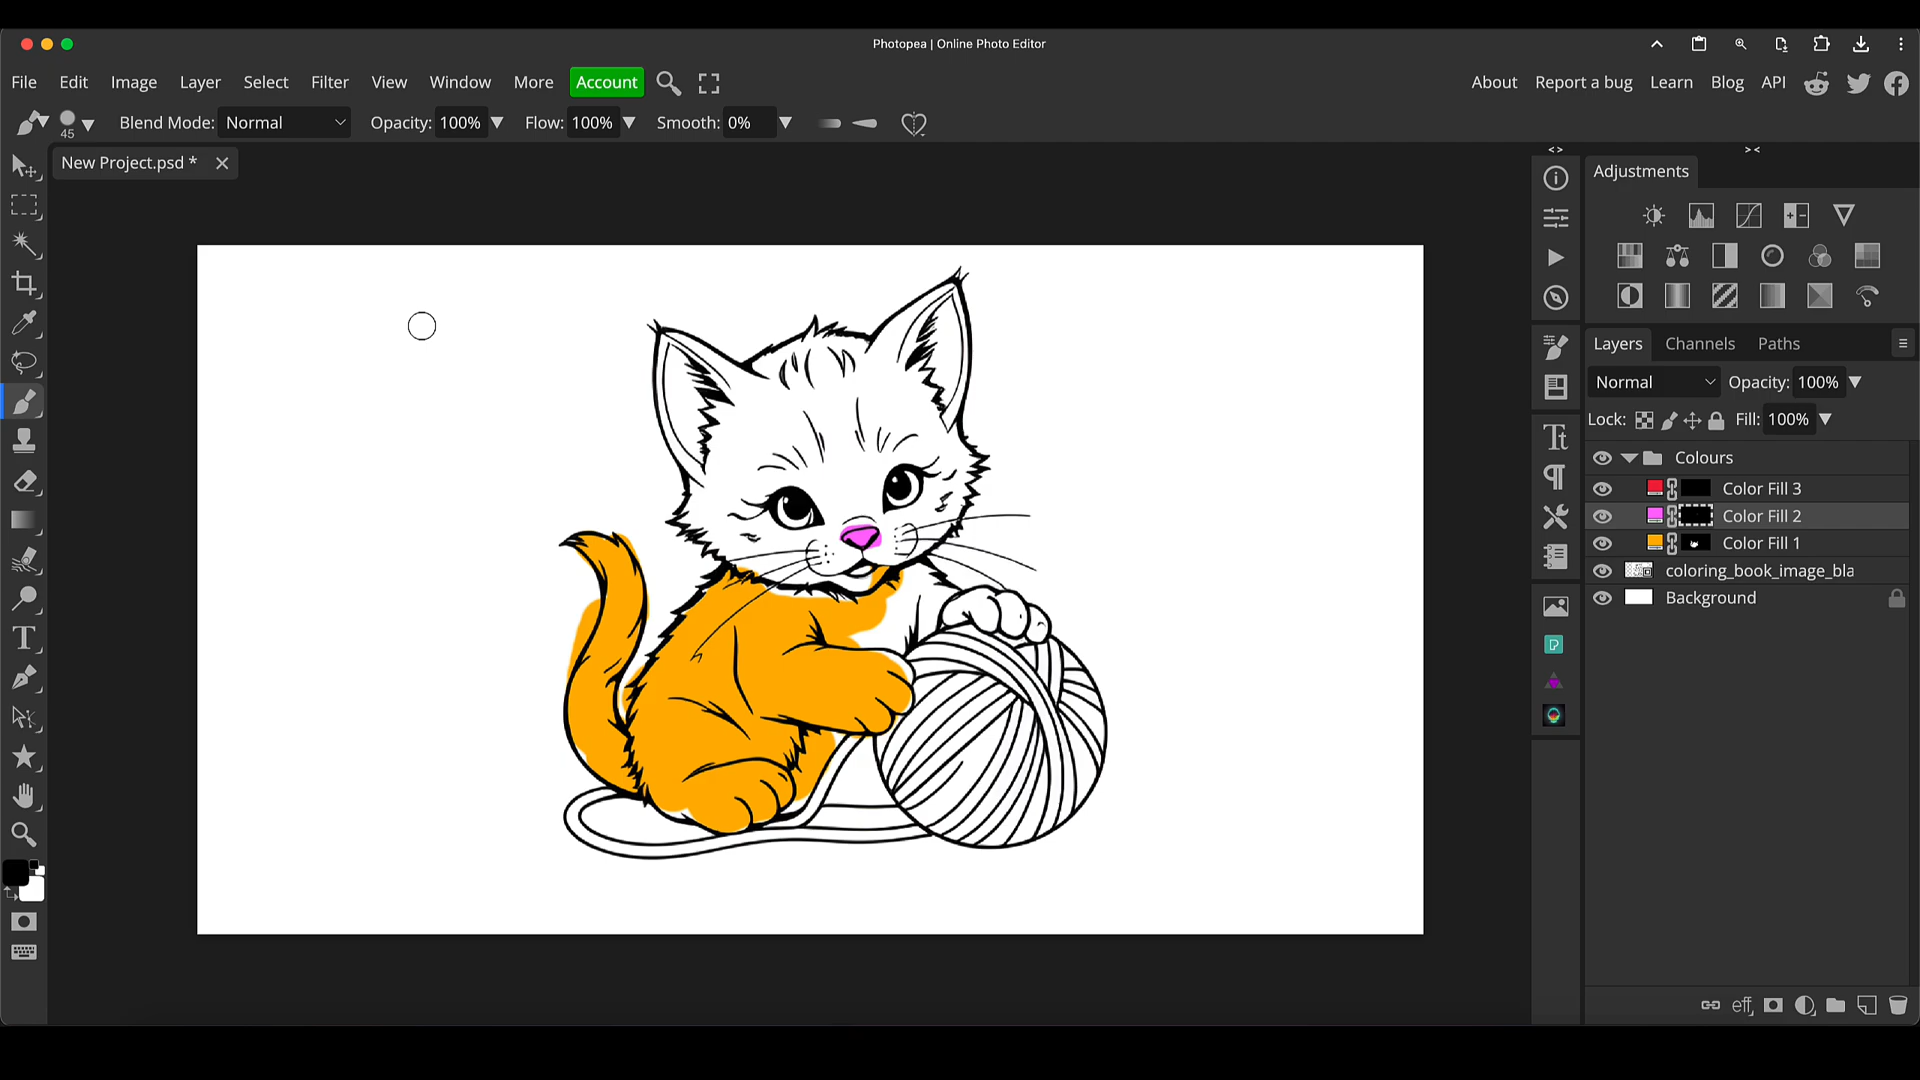 Photopea | Online Photo Editor
File Edit Image Layer Select Filter View Window More Account About Report a bug Learn Blog API
45 Blend Mode: Normal Opacity: 100% Flow: 100% Smooth: 0%
New Project.psd *
< > > <
Adjustments
Layers Channels Paths
Normal Opacity: 100%
Lock: Fill: 100%
Colours
Color Fill 3
Color Fill 2
Color Fill 1
coloring_book_image_bla
Background
eff